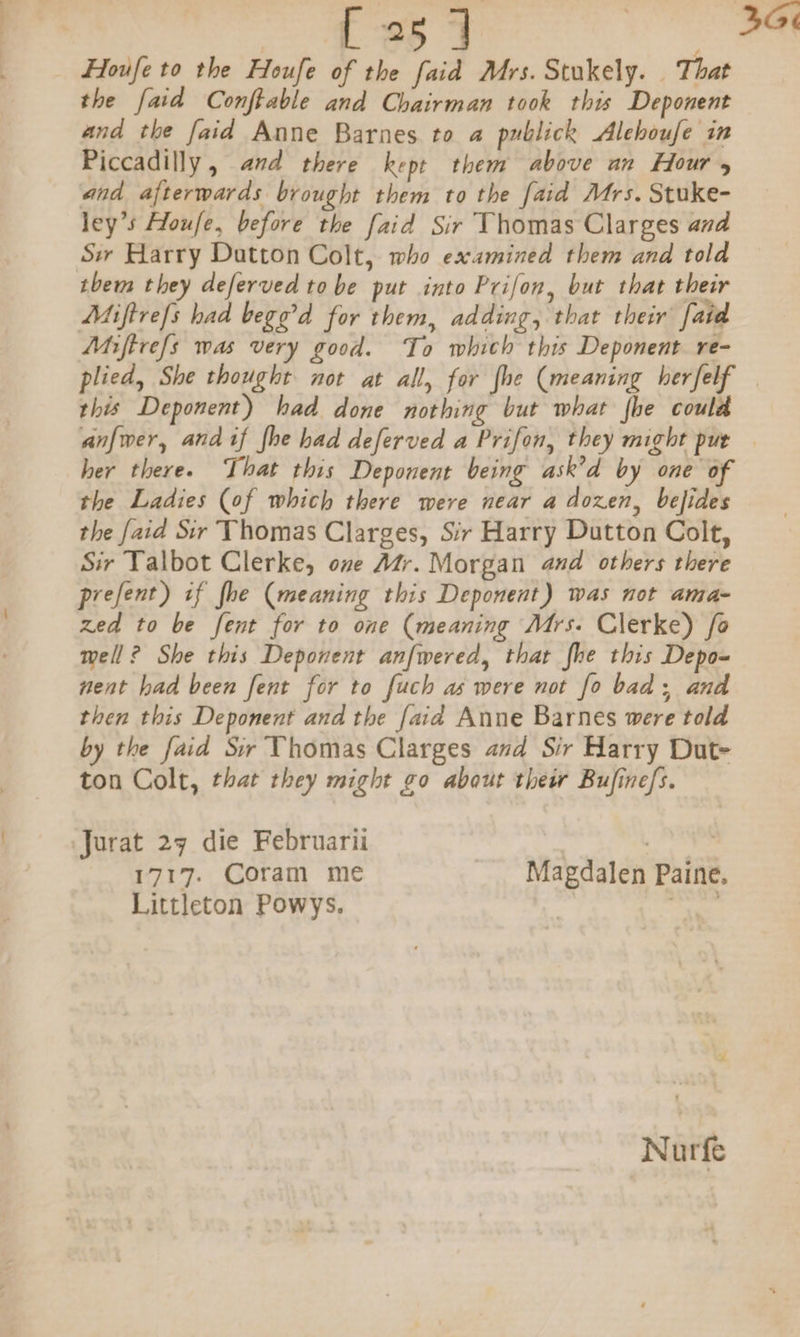 [ 25 ]
Houſe to the Houſe of the ſaid Mrs. Stukely. That
the ſaid Conſtable and Chairman took this Deponent
and the ſaid Anne Barnes to a publick Alehouſe in
Piccadilly, and there kept them above an Hour,
and afterwards brought them to the ſaid Mrs. Stuke-
ley's Houſe, before the ſaid Sir Thomas Clarges and
Sir Harry Dutton Colt, who examined them and told
them they deſerved to be put into Priſon, but that their
Miſtreſs had begg'd for them, adding, that their ſaid
Miſtreſs was very good. To which this Deponent re-
plied, She thought not at all, for ſhe (meaning herſelf
this Deponent) had done nothing but what ſhe could
anſwer, and if ſhe had deſerved a Priſon, they might put
her there. That this Deponent being ask'd by one of
the Ladies (of which there were near a dozen, beſides
the ſaid Sir Thomas Clarges, Sir Harry Dutton Colt,
Sir Talbot Clerke, one Mr. Morgan and others there
preſent) if ſhe (meaning this Deponent) was not ama-
zed to be ſent for to one (meaning Mrs. Clerke) ſo
well? She this Deponent anſwered, that ſhe this Depo-
nent had been ſent for to ſuch as were not ſo bad; and
then this Deponent and the ſaid Anne Barnes were told
by the ſaid Sir Thomas Clarges and Sir Harry Dut-
ton Colt, that they might go about their Buſineſs.
Jurat 27 die Februarii
1717. Coram me Magdalen Paine.
Littleton Powys.
Nurſe